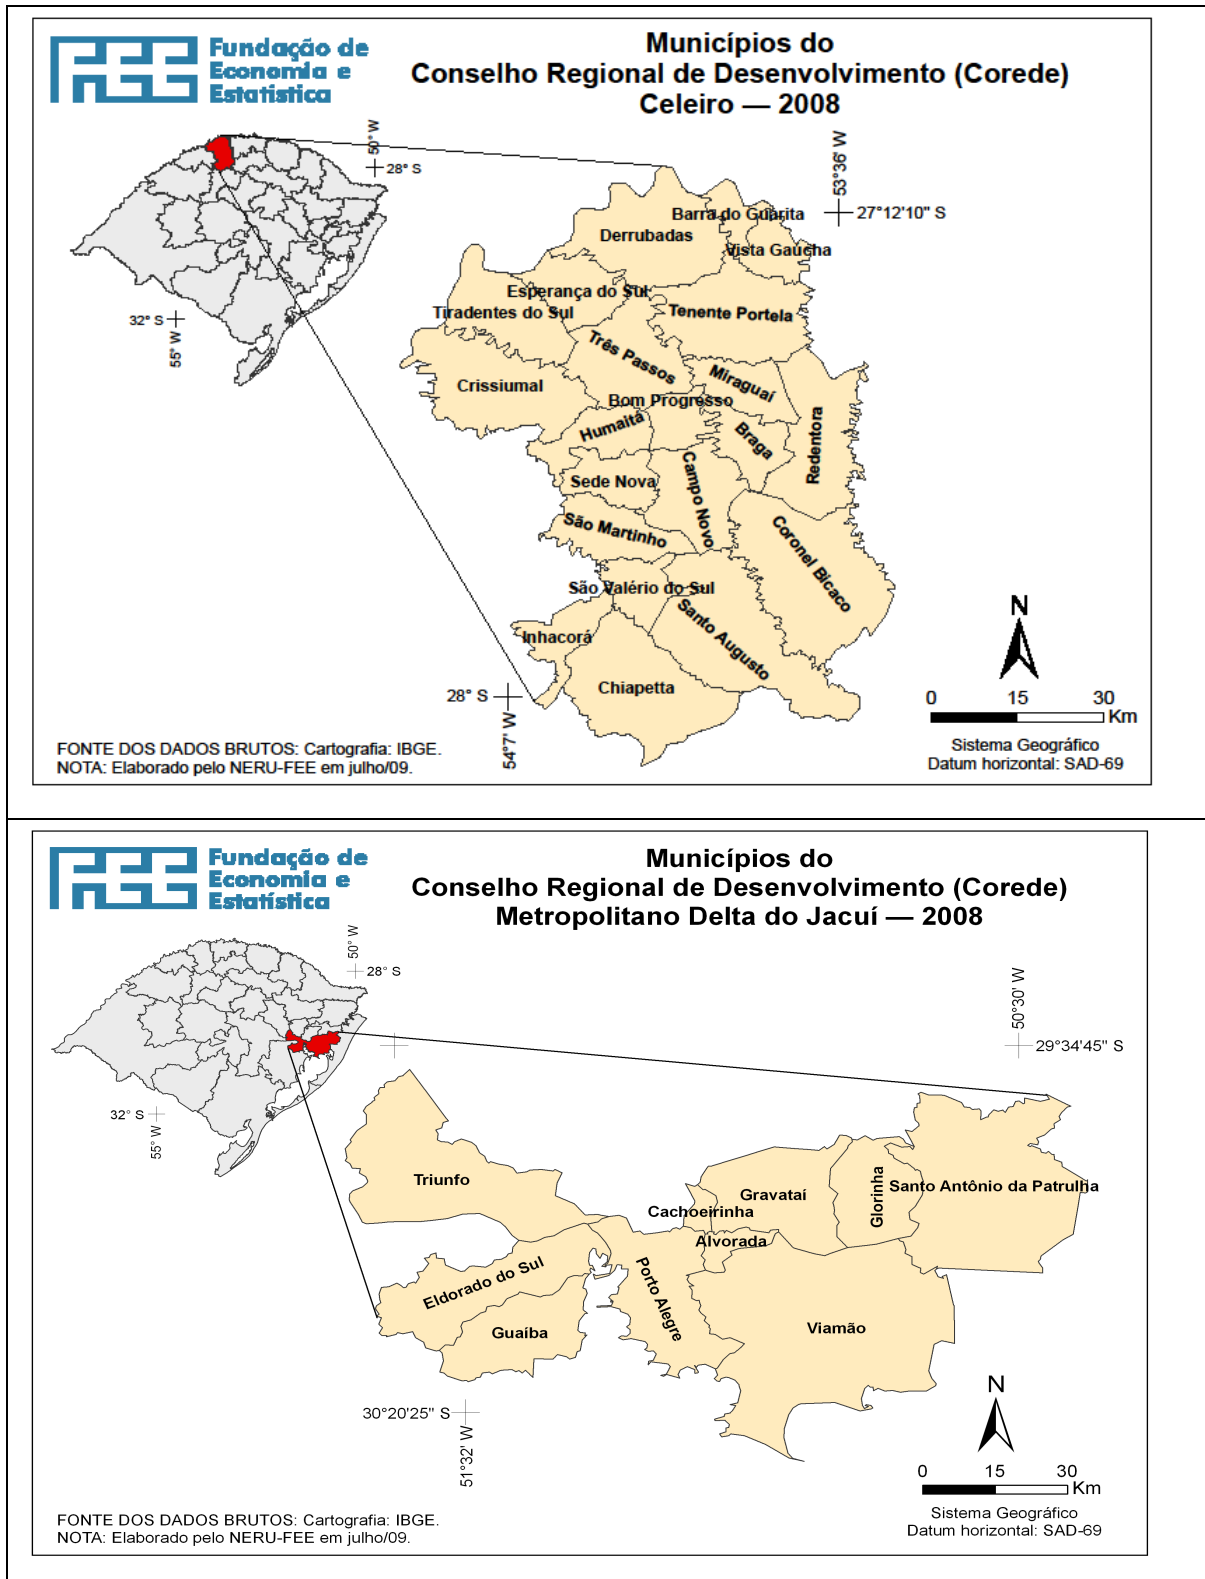 FEE
Fundação de
Economia e
Estatística
Municípios do
Conselho Regional de Desenvolvimento (Corede)
Celeiro — 2008
50° W
28° S
32° S
55° W
53°36' W
27°12'10" S
Barra do Guarita
Derrubadas
Vista Gaúcha
Esperança do Sul
Tiradentes do Sul
Tenente Portela
Três Passos
Crissiumal
Miraguaí
Bom Progresso
Humaitá
Braga
Redentora
Sede Nova
Campo Novo
São Martinho
Coronel Bicaco
São Valério do Sul
Santo Augusto
Inhacorá
Chiapetta
28° S
54°7' W
N
0 15 30
Km
Sistema Geográfico
Datum horizontal: SAD-69
FONTE DOS DADOS BRUTOS: Cartografia: IBGE.
NOTA: Elaborado pelo NERU-FEE em julho/09.
FEE
Fundação de
Economia e
Estatística
Municípios do
Conselho Regional de Desenvolvimento (Corede)
Metropolitano Delta do Jacuí — 2008
50° W
28° S
32° S
55° W
50°30' W
29°34'45" S
Triunfo
Gravataí
Glorinha
Santo Antônio da Patrulha
Cachoeirinha
Alvorada
Eldorado do Sul
Porto Alegre
Guaíba
Viamão
30°20'25" S
51°32' W
N
0 15 30
Km
Sistema Geográfico
Datum horizontal: SAD-69
FONTE DOS DADOS BRUTOS: Cartografia: IBGE.
NOTA: Elaborado pelo NERU-FEE em julho/09.